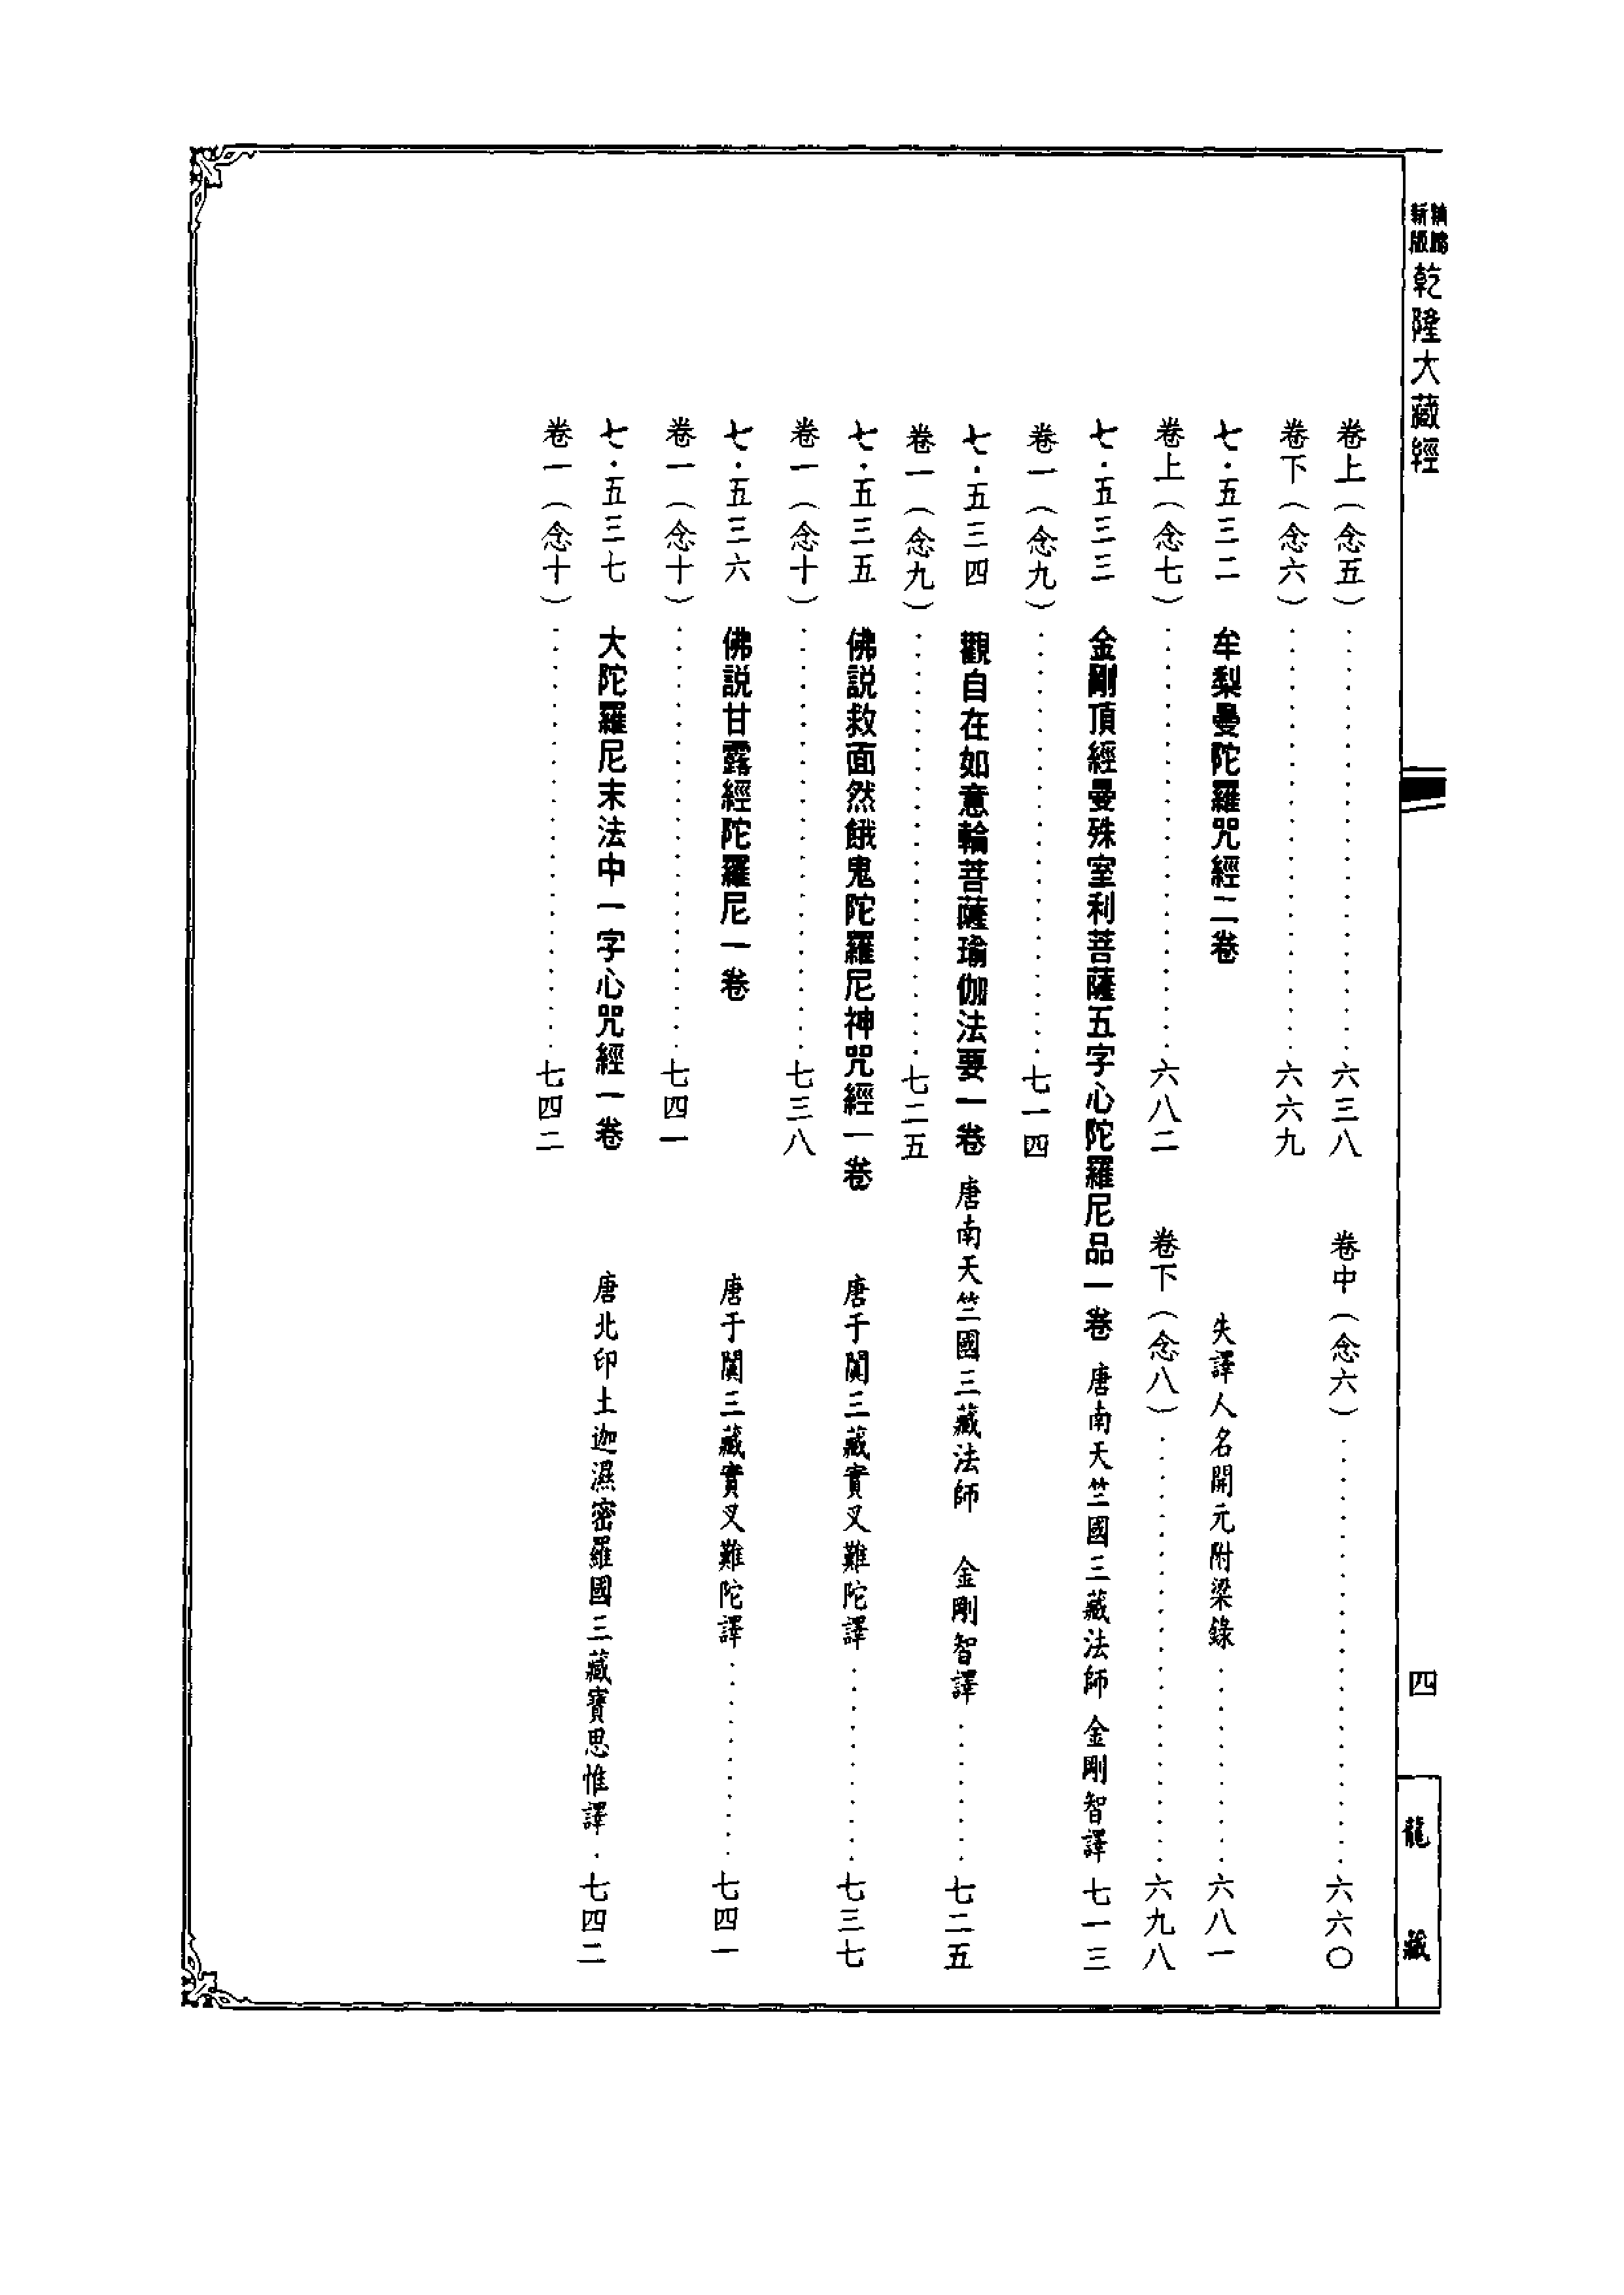 新版
乾隆大藏經
四
龍藏
卷上（念五）……六三八　卷中（念六）……六六〇
卷下（念六）……六六九
七·五三二　牟梨曼陀羅咒經二卷　失譯人名開元附梁錄……六八一
卷上（念七）……六八二　卷下（念八）……六九八
七·五三三　金剛頂經曼殊室利菩薩五字心陀羅尼品一卷　唐南天竺國三藏法師　金剛智譯　七一三
卷一（念九）……七一四
七·五三四　觀自在如意輪菩薩瑜伽法要一卷　唐南天竺國三藏法師　金剛智譯……七二五
卷一（念九）……七二五
七·五三五　佛說救面然餓鬼陀羅尼神咒經一卷　唐于闐三藏實叉難陀譯……七三七
卷一（念十）……七三八
七·五三六　佛說甘露經陀羅尼一卷　唐于闐三藏實叉難陀譯……七四一
卷一（念十）……七四一
七·五三七　大陀羅尼末法中一字心咒經一卷　唐北印土迦濕密羅國三藏寶思惟譯·七四二
卷一（念十）……七四二